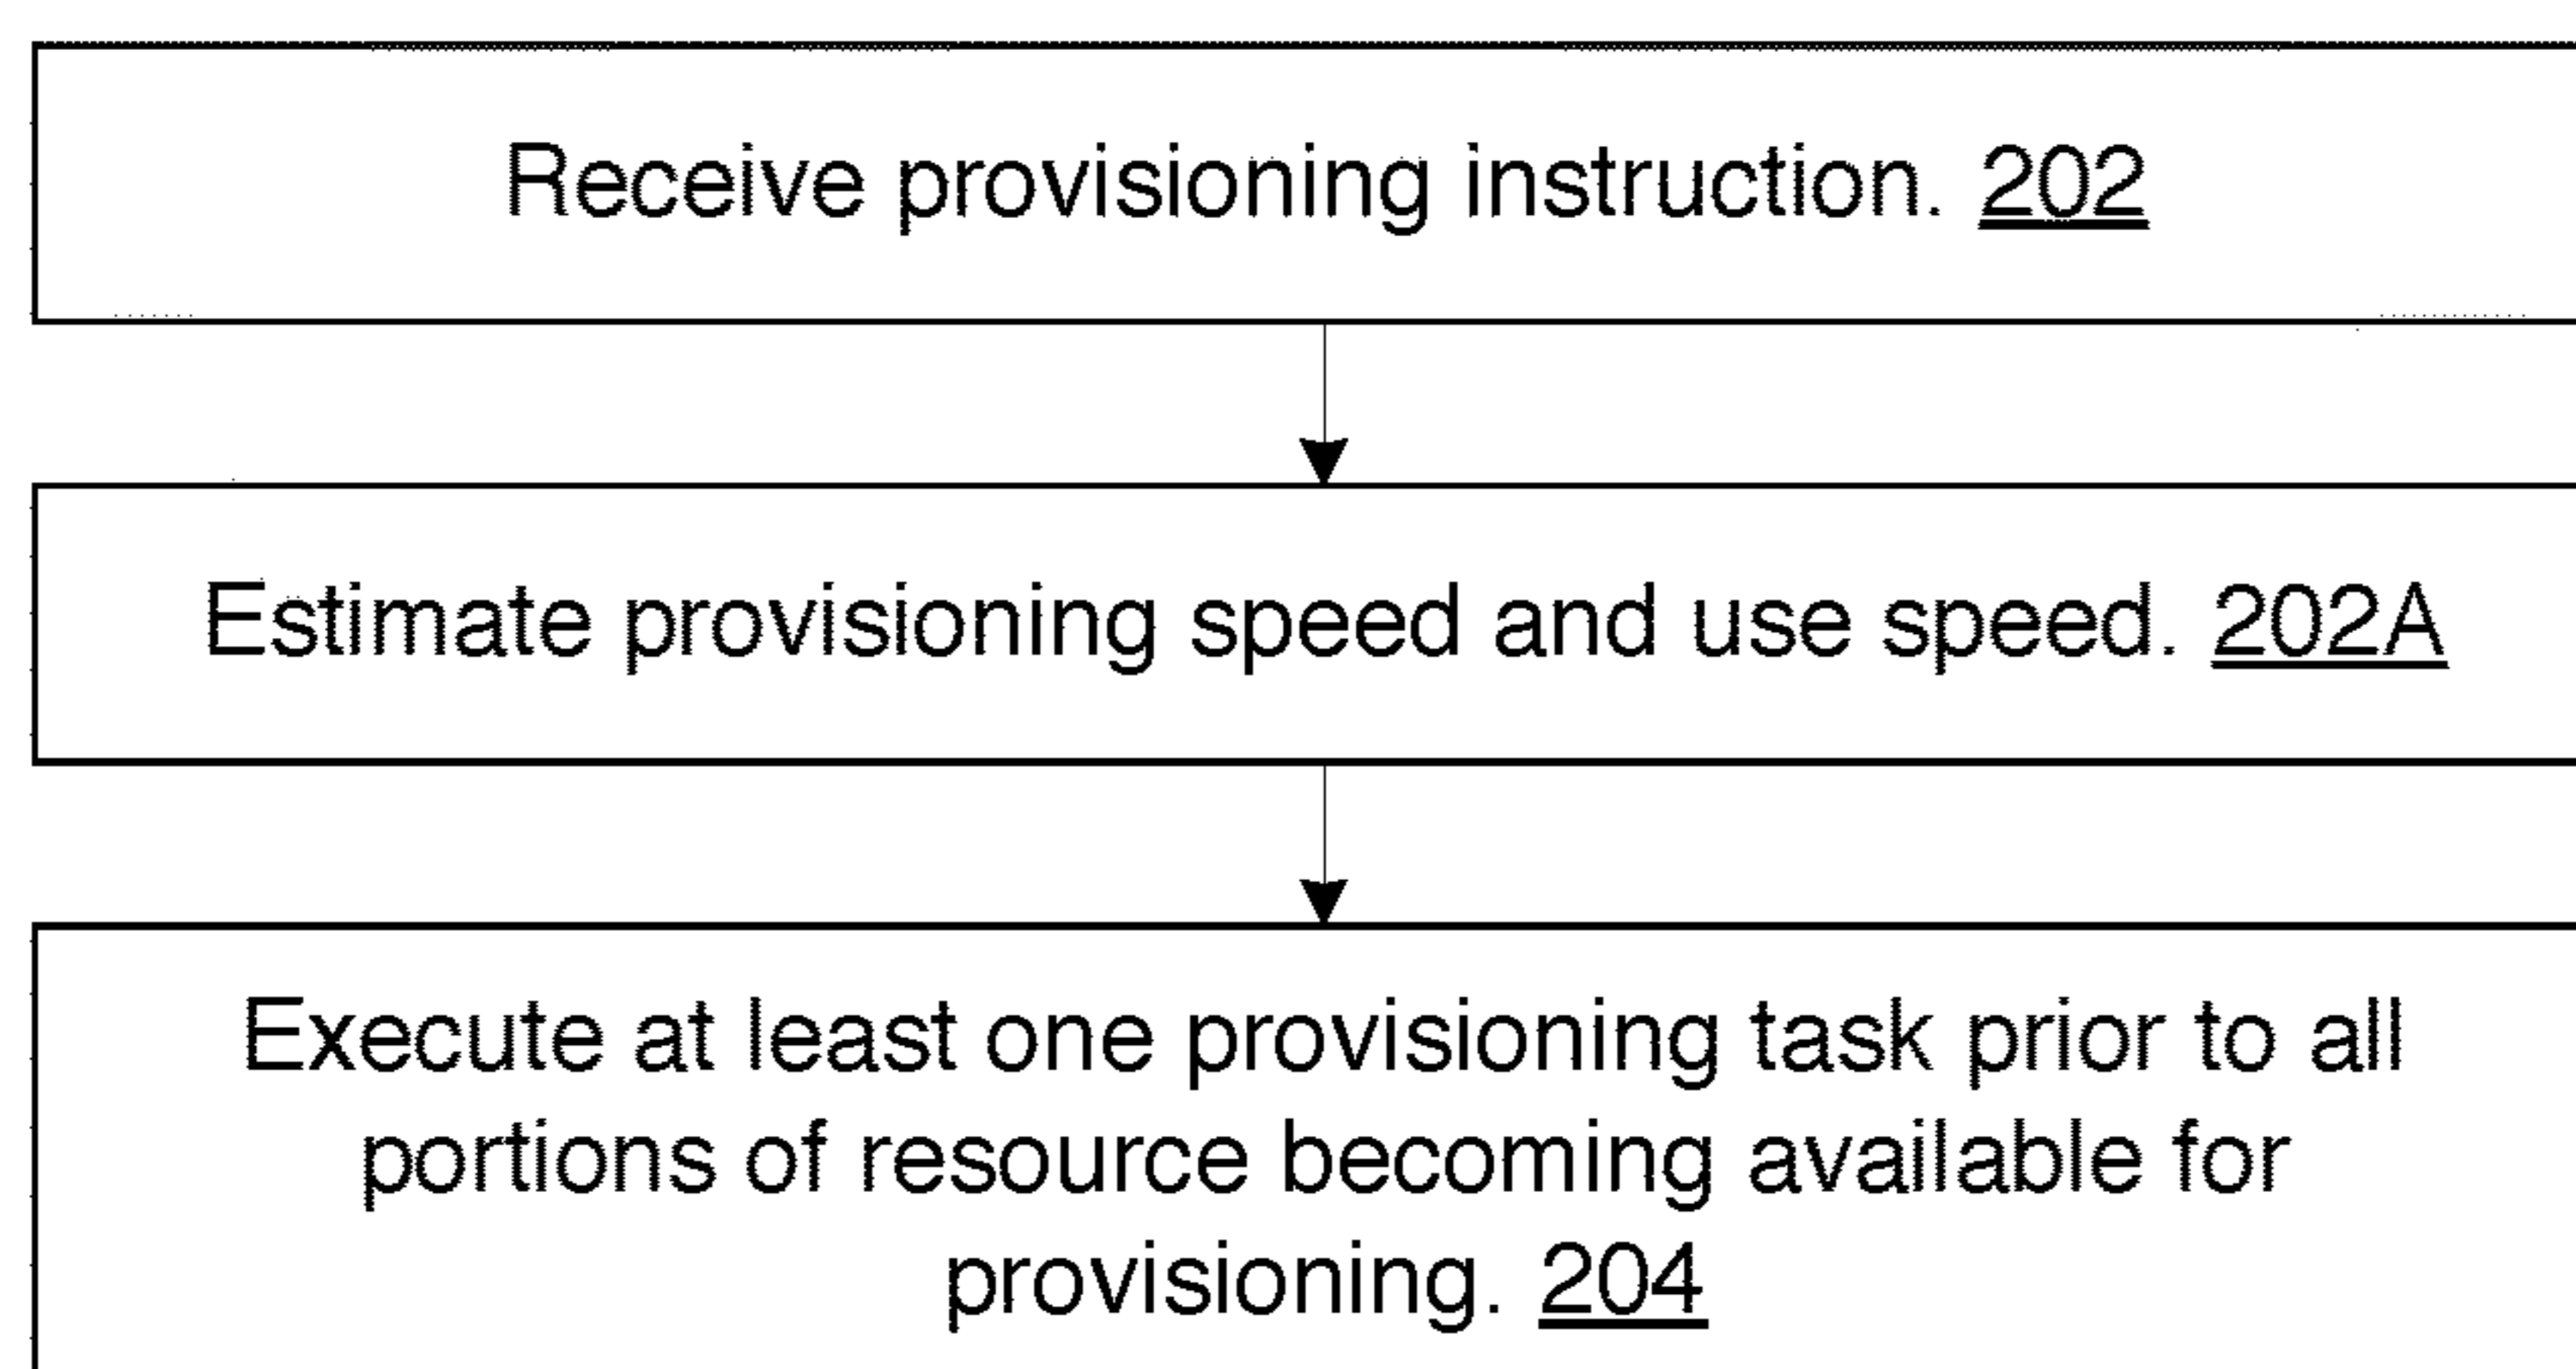 Receive provisioning instruction. 202
Estimate provisioning speed and use speed. 202A
Execute at least one provisioning task prior to all
portions of resource becoming available for
provisioning. 204